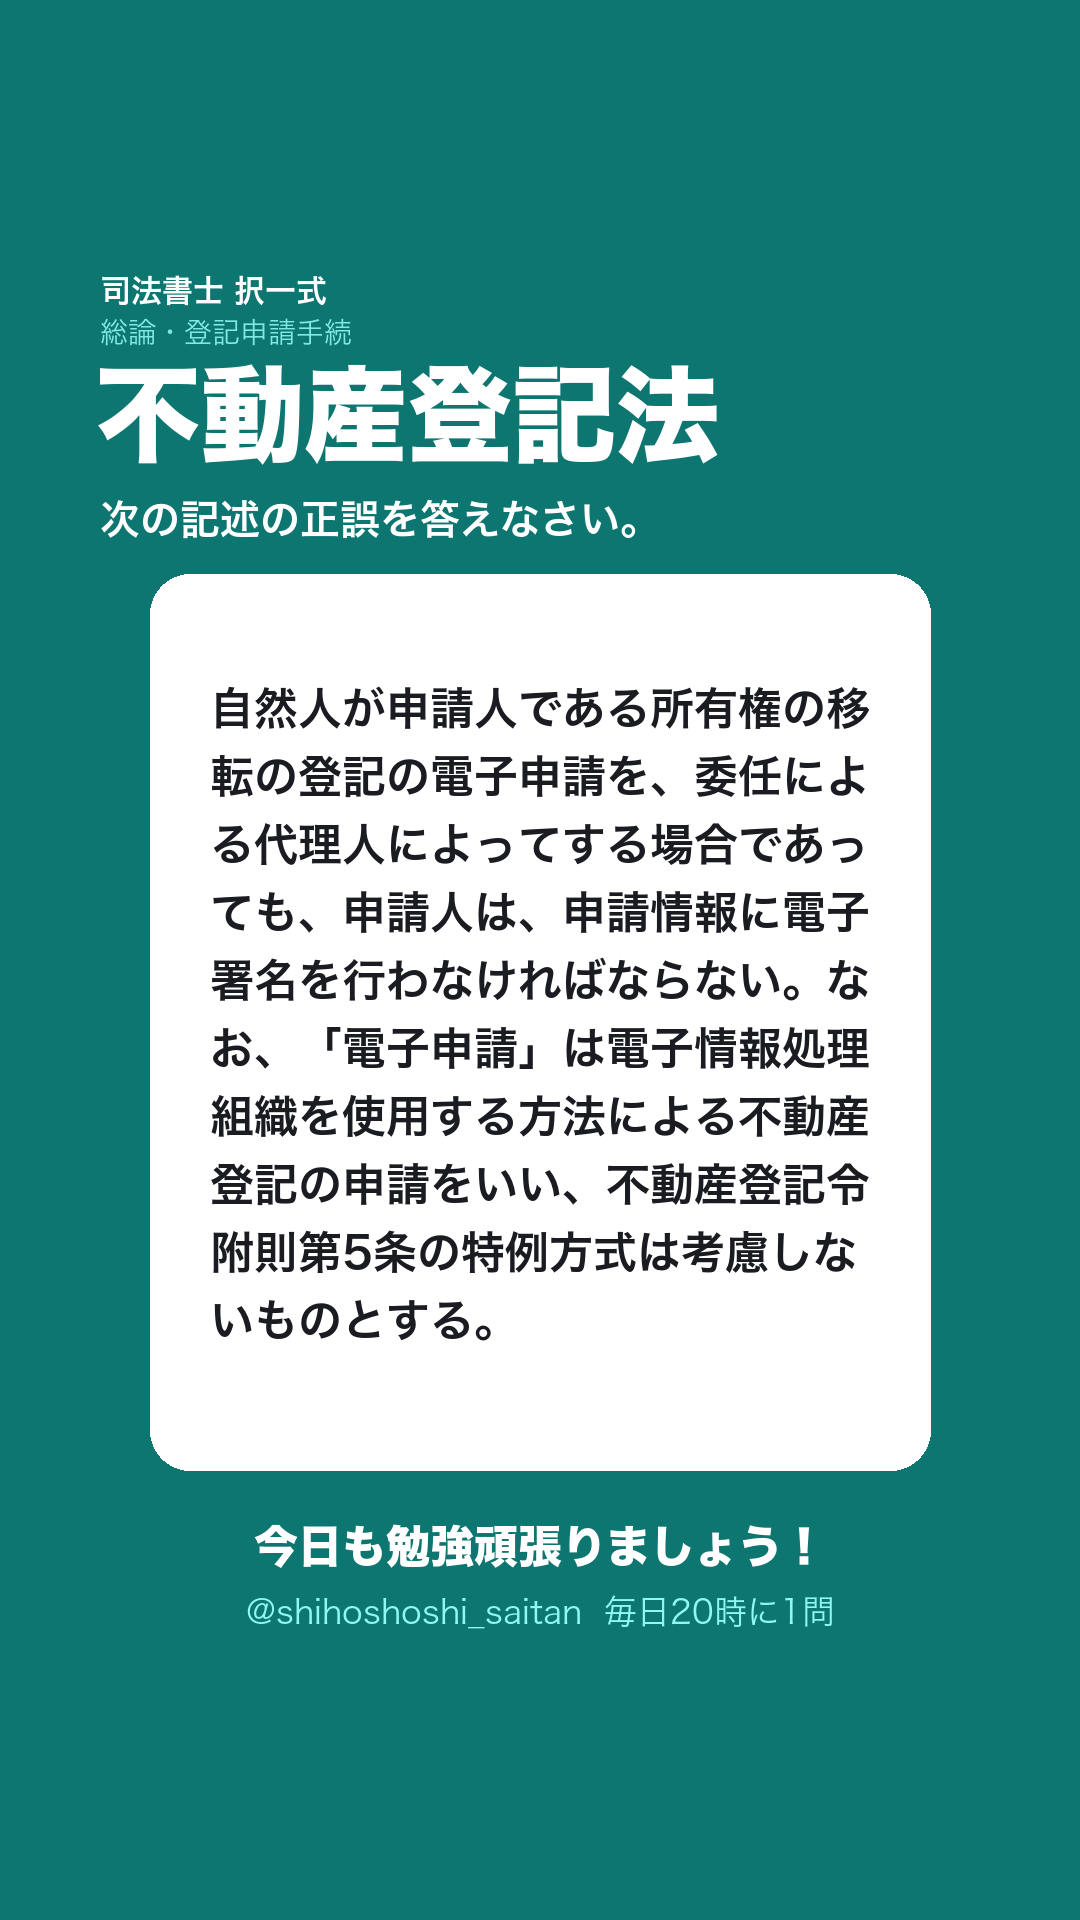 司法書士 択一式
総論・登記申請手続
不動産登記法
次の記述の正誤を答えなさい。
自然人が申請人である所有権の移
転の登記の電子申請を、委任によ
る代理人によってする場合であっ
ても、申請人は、申請情報に電子
署名を行わなければならない。な
お、「電子申請」は電子情報処理
組織を使用する方法による不動産
登記の申請をいい、不動産登記令
附則第5条の特例方式は考慮しな
いものとする。
今日も勉強頑張りましょう！
@shihoshoshi_saitan 毎日20時に1問